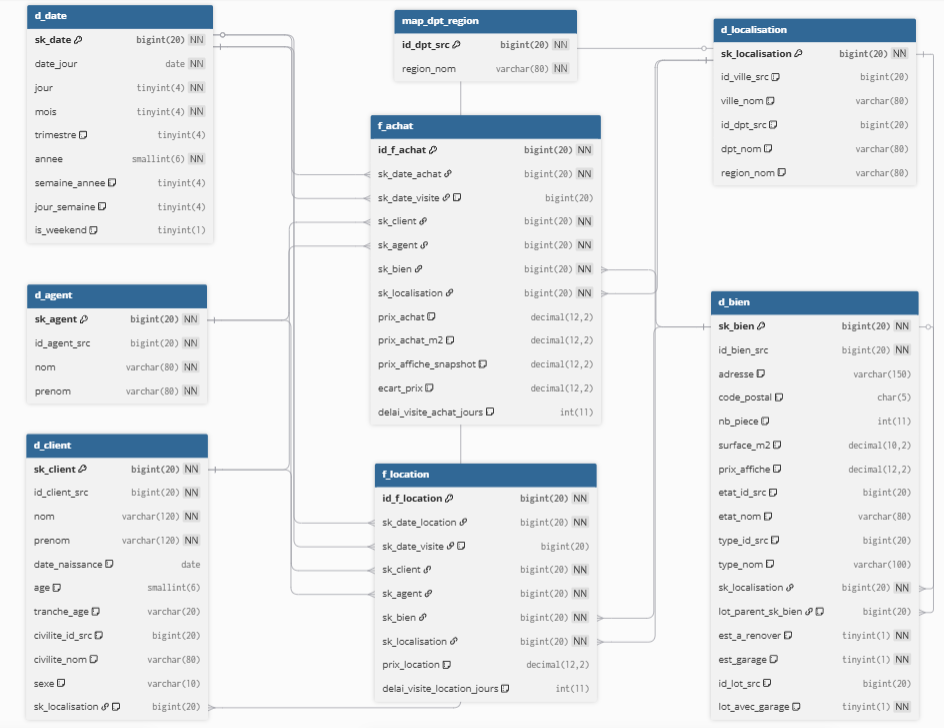 d_date
sk_date bigint(20) NN
date_jour date NN
jour tinyint(4) NN
mois tinyint(4) NN
trimestre tinyint(4)
annee smallint(6) NN
semaine_annee tinyint(4)
jour_semaine tinyint(4)
is_weekend tinyint(1)
d_agent
sk_agent bigint(20) NN
id_agent_src bigint(20) NN
nom varchar(80) NN
prenom varchar(80) NN
d_client
sk_client bigint(20) NN
id_client_src bigint(20) NN
nom varchar(120) NN
prenom varchar(120) NN
date_naissance date
age smallint(6)
tranche_age varchar(20)
civilite_id_src bigint(20)
civilite_nom varchar(80)
sexe varchar(10)
sk_localisation bigint(20)
map_dpt_region
id_dpt_src bigint(20) NN
region_nom varchar(80) NN
f_achat
id_f_achat bigint(20) NN
sk_date_achat bigint(20) NN
sk_date_visite bigint(20)
sk_client bigint(20) NN
sk_agent bigint(20) NN
sk_bien bigint(20) NN
sk_localisation bigint(20) NN
prix_achat decimal(12,2)
prix_achat_m2 decimal(12,2)
prix_affiche_snapshot decimal(12,2)
ecart_prix decimal(12,2)
delai_visite_achat_jours int(11)
f_location
id_f_location bigint(20) NN
sk_date_location bigint(20) NN
sk_date_visite bigint(20)
sk_client bigint(20) NN
sk_agent bigint(20) NN
sk_bien bigint(20) NN
sk_localisation bigint(20) NN
prix_location decimal(12,2)
delai_visite_location_jours int(11)
d_localisation
sk_localisation bigint(20) NN
id_ville_src bigint(20)
ville_nom varchar(80)
id_dpt_src bigint(20)
dpt_nom varchar(80)
region_nom varchar(80)
d_bien
sk_bien bigint(20) NN
id_bien_src bigint(20) NN
adresse varchar(150)
code_postal char(5)
nb_piece int(11)
surface_m2 decimal(10,2)
prix_affiche decimal(12,2)
etat_id_src bigint(20)
etat_nom varchar(80)
type_id_src bigint(20)
type_nom varchar(100)
sk_localisation bigint(20) NN
lot_parent_sk_bien bigint(20)
est_a_renover tinyint(1) NN
est_garage tinyint(1) NN
id_lot_src bigint(20)
lot_avec_garage tinyint(1) NN